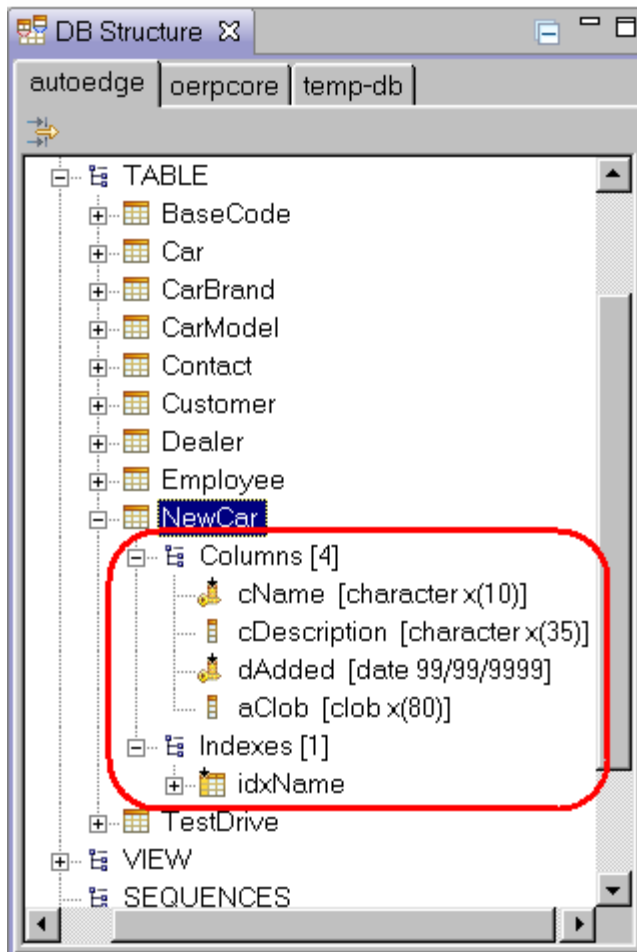 DB Structure
autoedge oerpcore temp-db
TABLE
BaseCode
Car
CarBrand
CarModel
Contact
Customer
Dealer
Employee
NewCar
Columns [4]
cName [character x(10)]
cDescription [character x(35)]
dAdded [date 99/99/9999]
aClob [clob x(80)]
Indexes [1]
idxName
TestDrive
VIEW
SEQUENCES